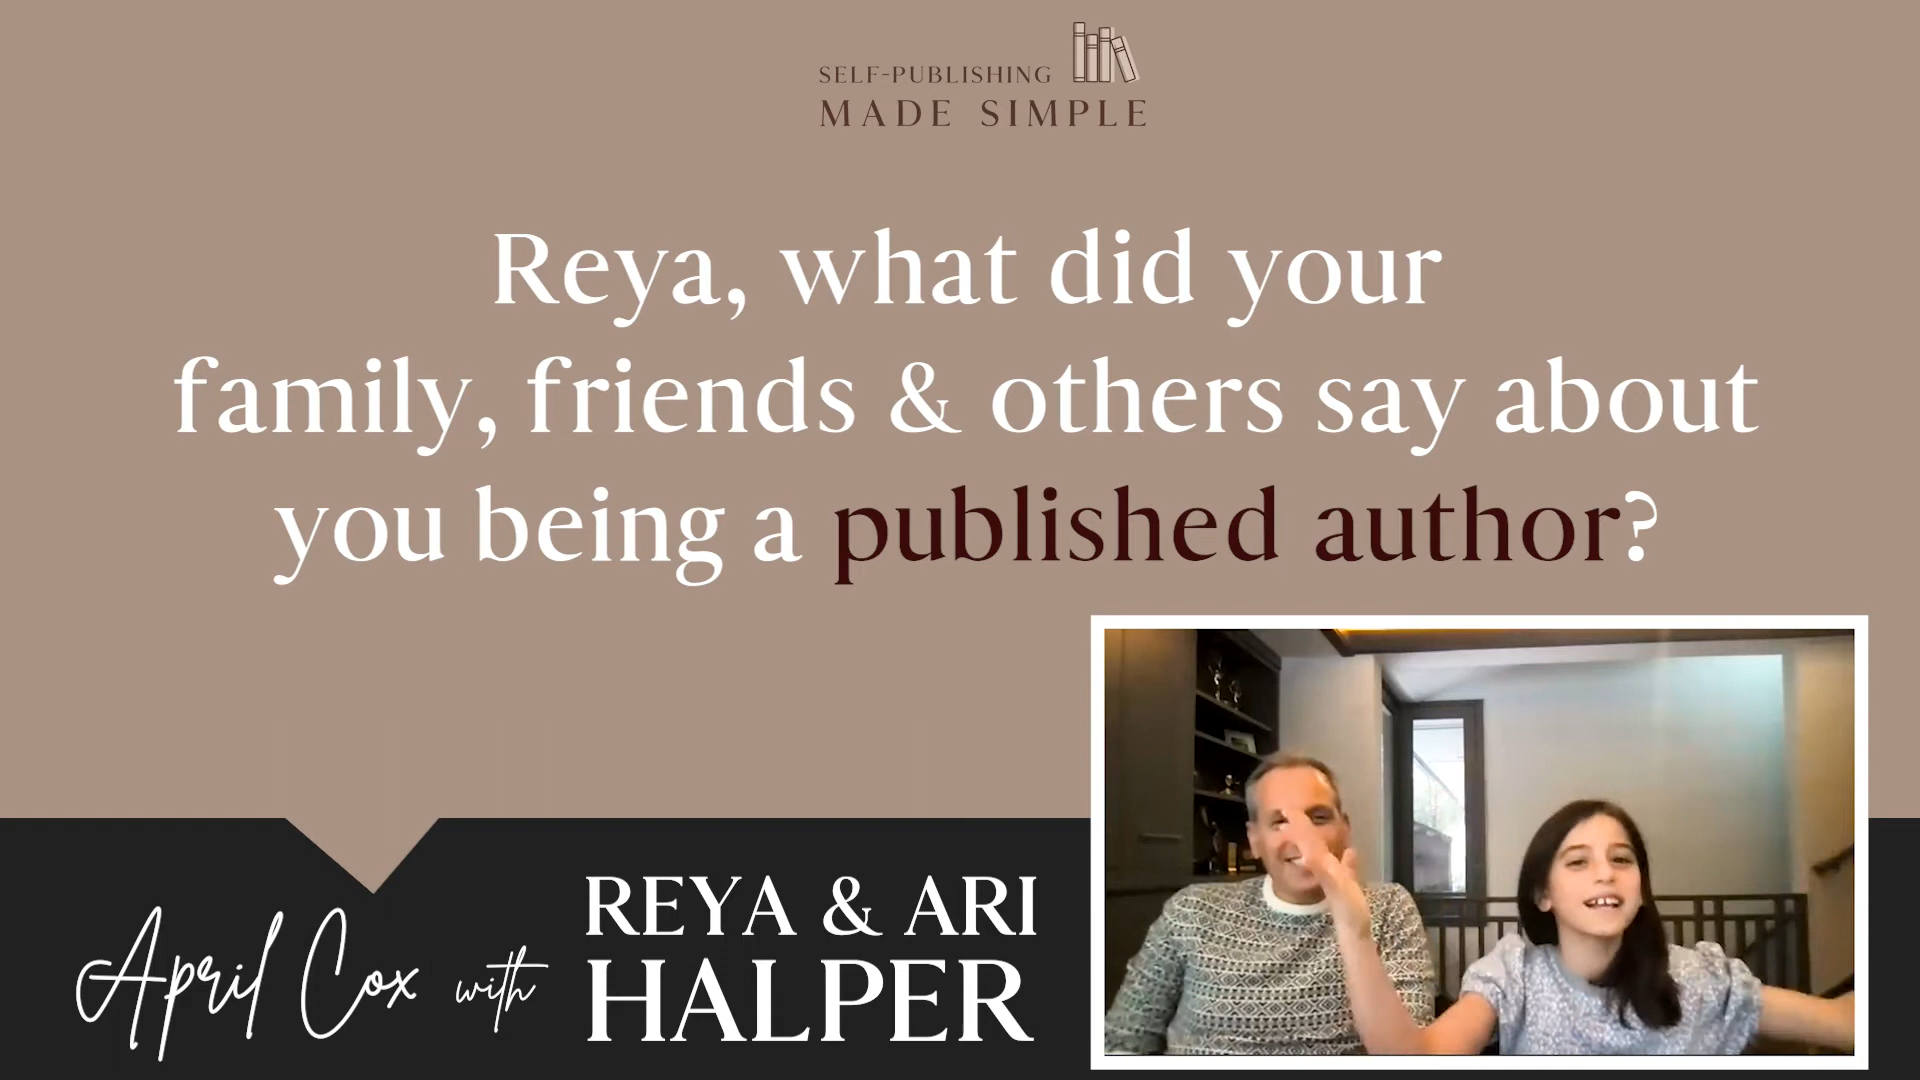 SELF-PUBLISHING
MADE SIMPLE
Reya, what did your
family, friends & others say about
you being a published author?
April Cox with
REYA & ARI
HALPER